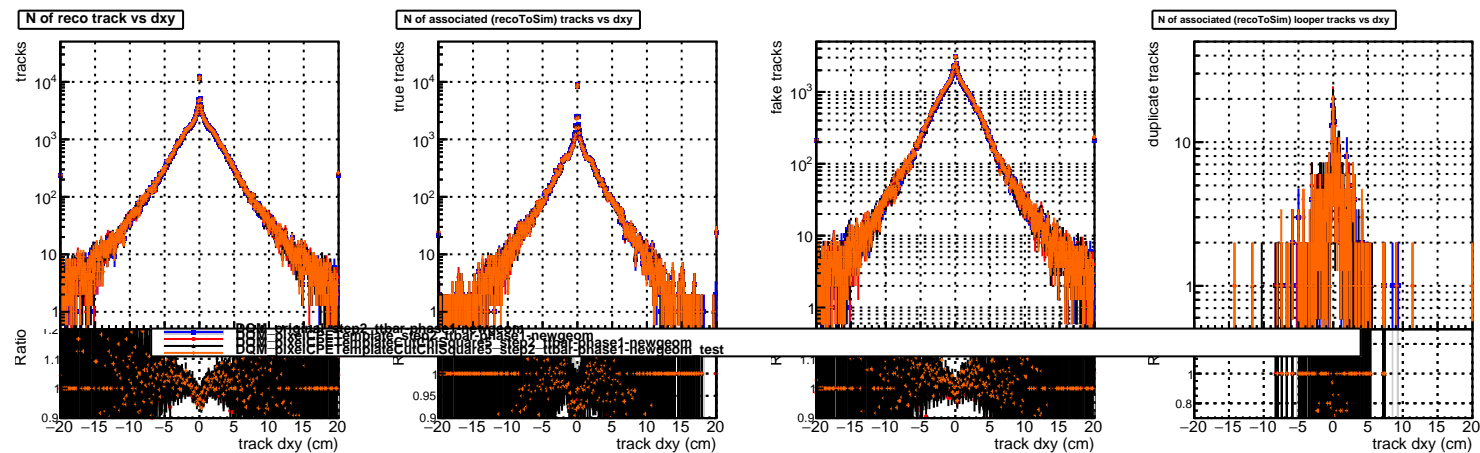 N of reco track vs dxy
N of associated (recoToSim) tracks vs dxy
N of associated (recoToSim) looper tracks vs dxy
tracks
10⁴
10³
10²
10
1
true tracks
10⁴
10³
10²
10
1
fake tracks
10³
10²
10
1
duplicate tracks
10
1
DQM_pixelCPETemplateCutChiSquare5_step2_ttbar-phase1-newgeom_test
Ratio
1.1
1
0.9
−20 −15 −10 −5 0 5 10 15 20
track dxy (cm)
1
0.95
0.9
−20 −15 −10 −5 0 5 10 15 20
track dxy (cm)
1.1
1
0.9
−20 −15 −10 −5 0 5 10 15 20
track dxy (cm)
1
0.8
−20 −15 −10 −5 0 5 10 15 20
track dxy (cm)